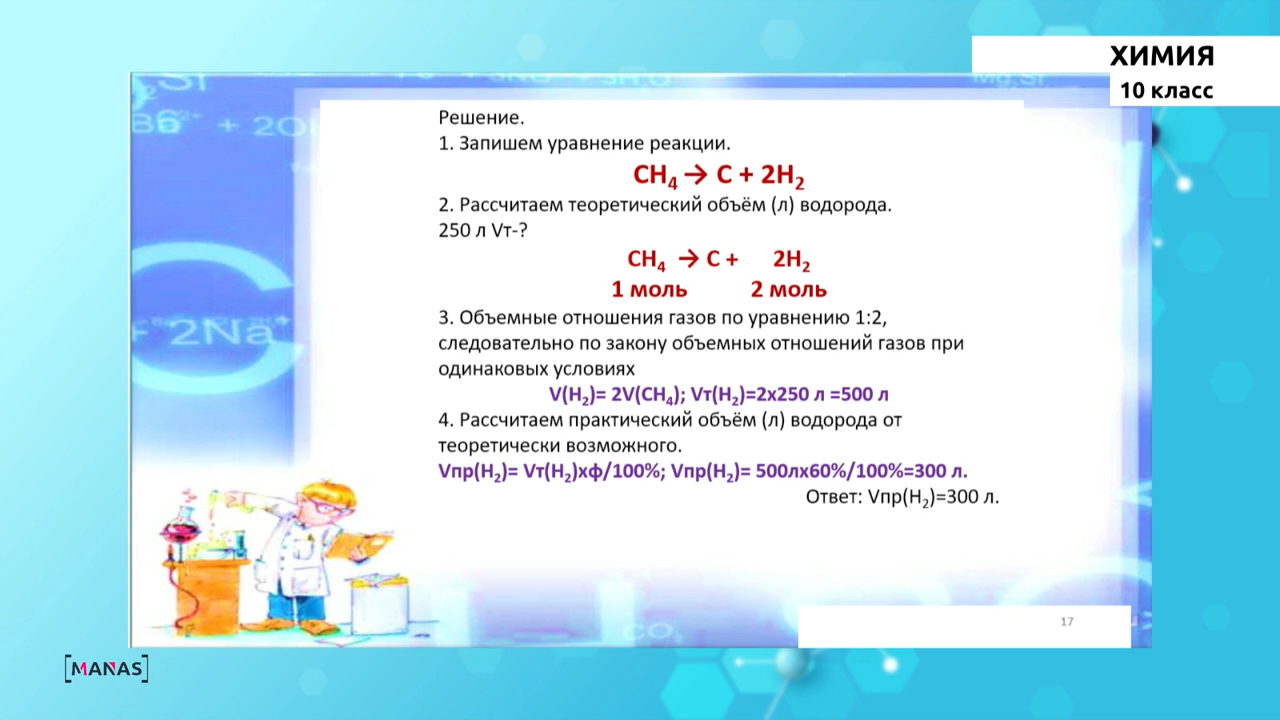 ХИМИЯ
10 класс
Решение.
1. Запишем уравнение реакции.
CH₄ → C + 2H₂
2. Рассчитаем теоретический объём (л) водорода.
250 л Vт-?
CH₄ → C + 2H₂
1 моль 2 моль
3. Объемные отношения газов по уравнению 1:2,
следовательно по закону объемных отношений газов при
одинаковых условиях
V(H₂)= 2V(CH₄); Vт(H₂)=2х250 л =500 л
4. Рассчитаем практический объём (л) водорода от
теоретически возможного.
Vпр(H₂)= Vт(H₂)хф/100%; Vпр(H₂)= 500лх60%/100%=300 л.
Ответ: Vпр(H₂)=300 л.
+ 2Na⁺
17
[MANAS]